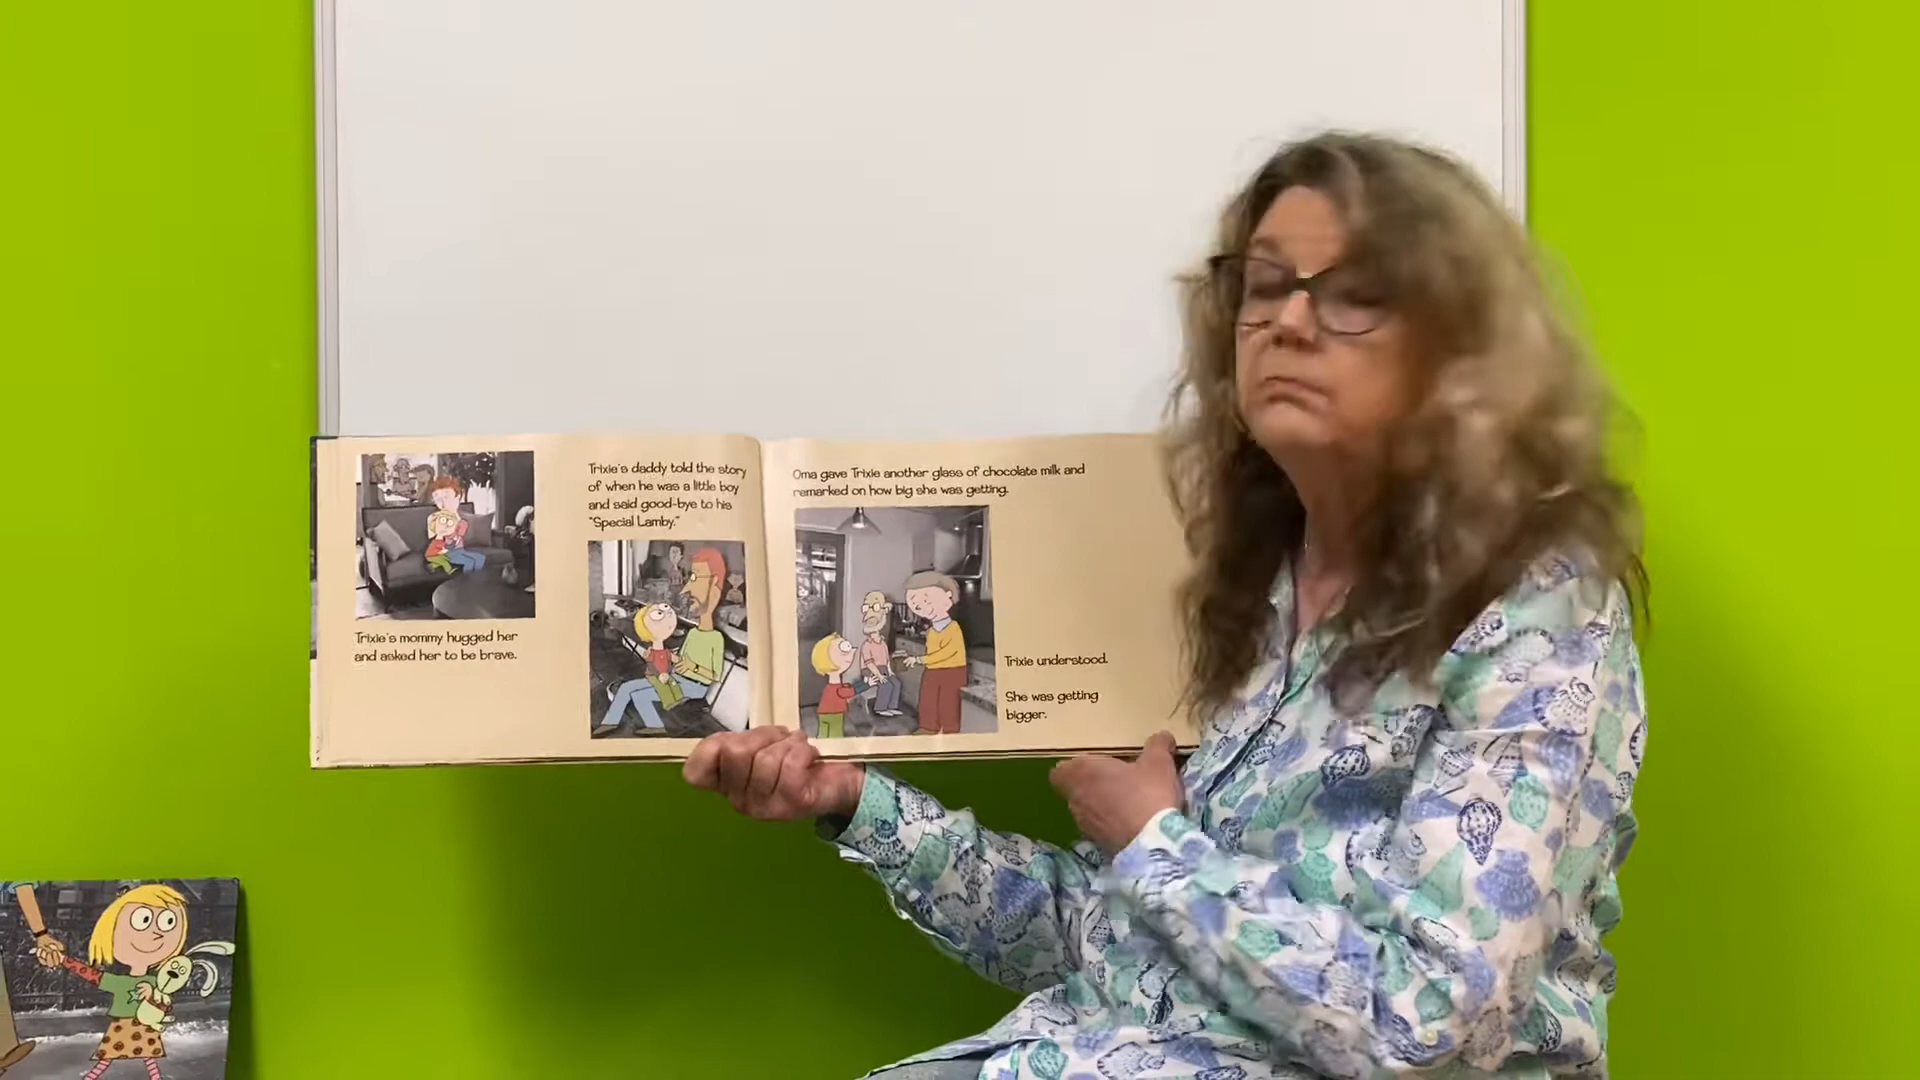 Trixie's mommy hugged her
and asked her to be brave.
Trixie's daddy told the story
of when he was a little boy
and said good-bye to his
"Special Lamby."
Oma gave Trixie another glass of chocolate milk and
remarked on how big she was getting.
Trixie understood.
She was getting
bigger.